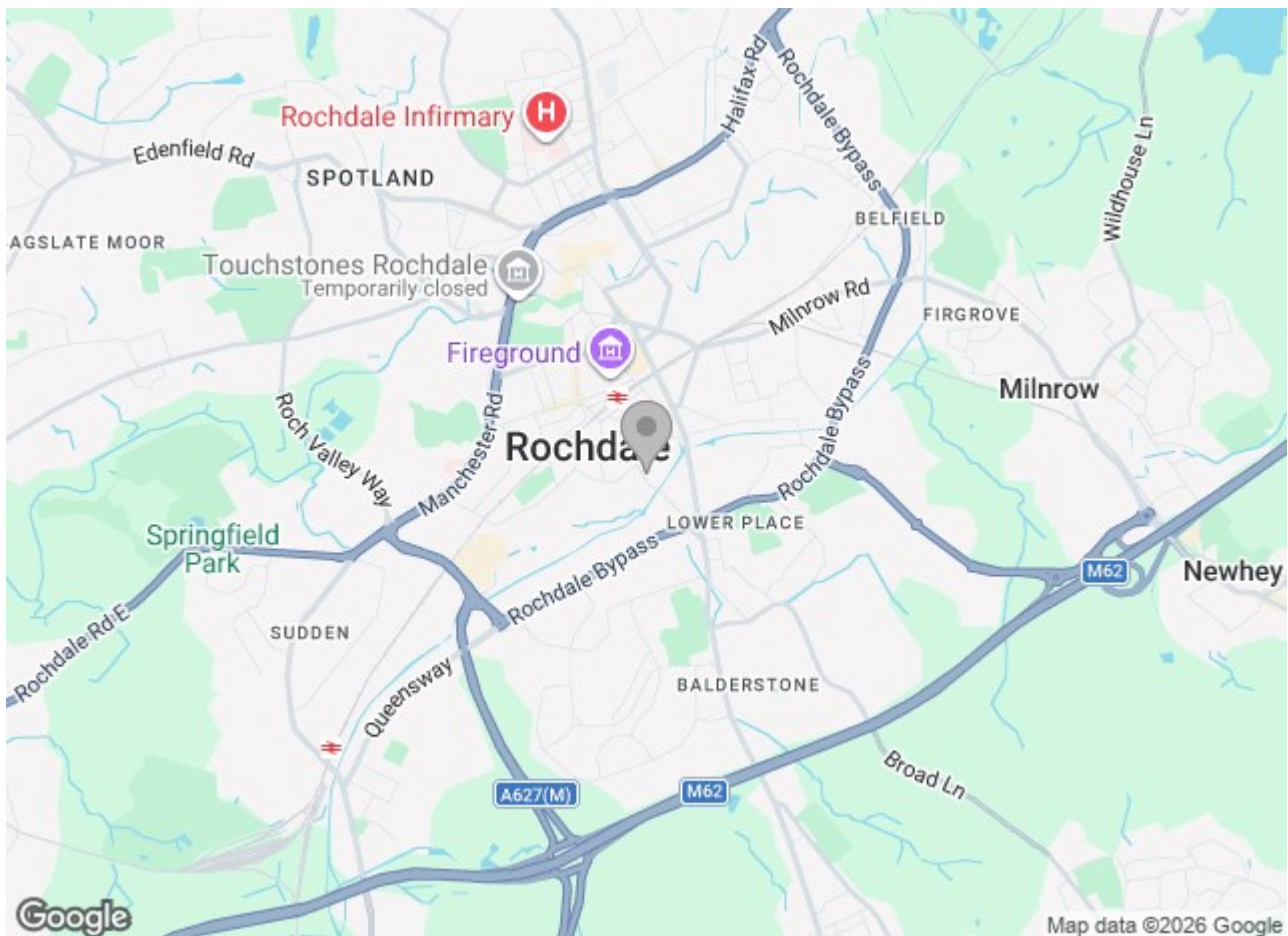 Halifax Rd
Rochdale Bypass
Rochdale Infirmary
H
Edenfield Rd
SPOTLAND
Wildhouse Ln
BELFIELD
AGSLATE MOOR
Touchstones Rochdale
Temporarily closed
Milnrow Rd
FIRGROVE
Fireground
Milnrow
Roch Valley Way
Manchester Rd
Rochdale Bypass
Rochdale
Springfield
Park
LOWER PLACE
Rochdale Bypass
M62
Newhey
Rochdale Rd E
SUDDEN
Queensway
BALDERSTONE
Broad Ln
A627(M)
M62
Google
Map data ©2026 Google